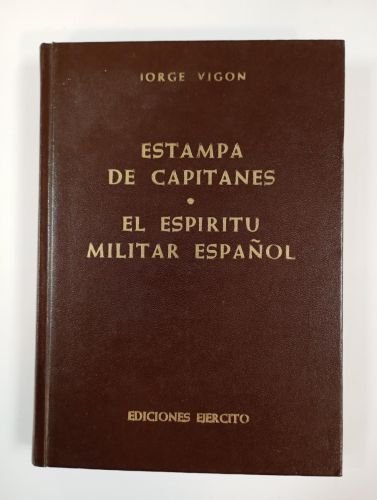 JORGE VIGON
ESTAMPA
DE CAPITANES
•
EL ESPIRITU
MILITAR ESPAÑOL
EDICIONES EJERCITO